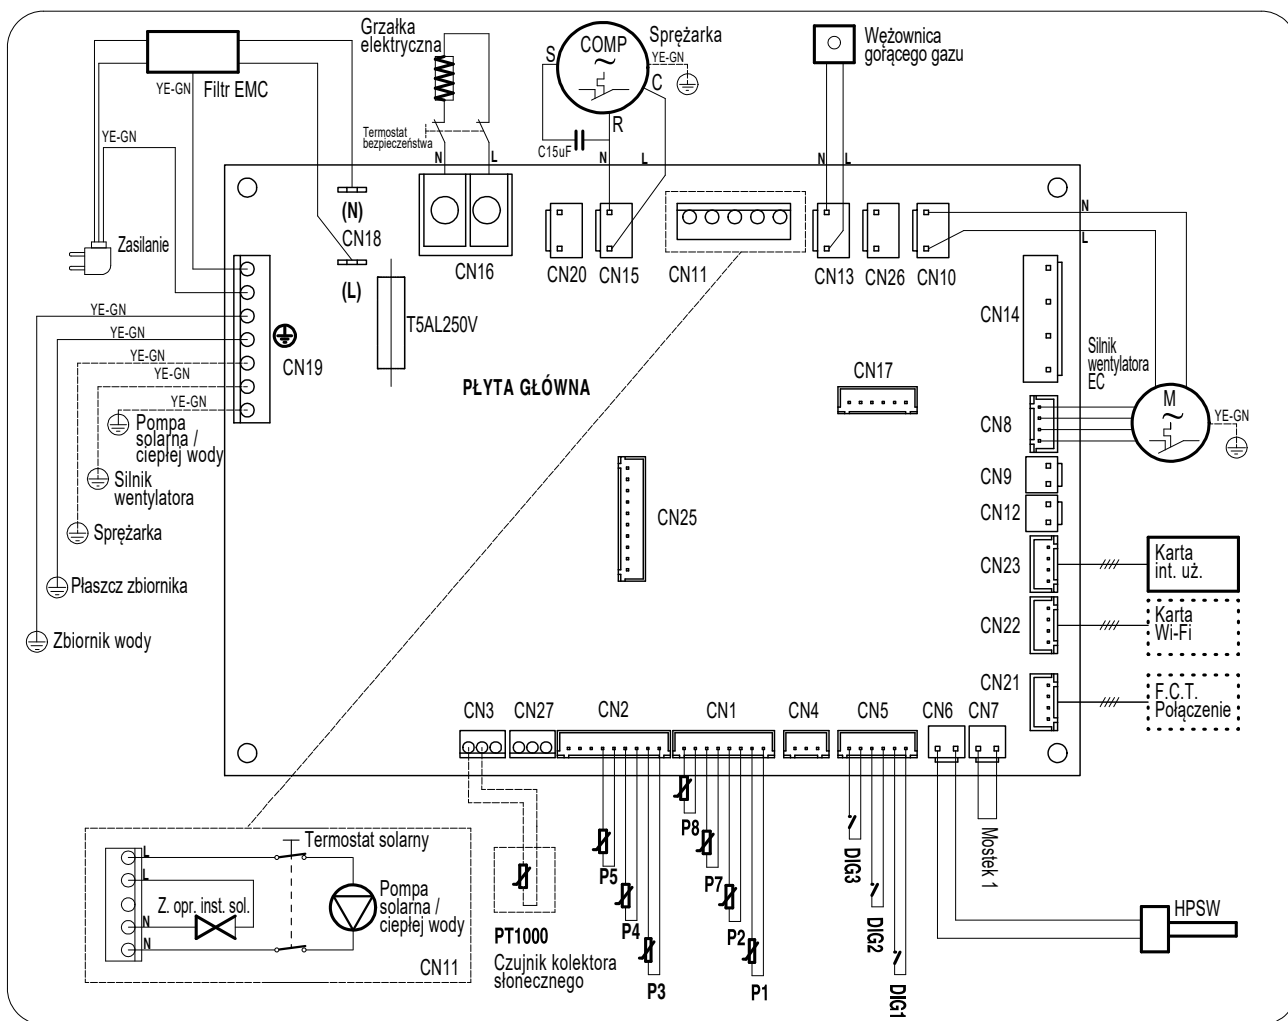 Grzałka
elektryczna
Sprężarka
Wężownica
gorącego gazu
S
COMP
~
YE-GN
C
R
YE-GN
Filtr EMC
Termostat
bezpieczeństwa
C15uF
YE-GN
N
L
N
L
N
L
N
L
(N)
CN18
(L)
Zasilanie
CN16
CN20
CN15
CN11
CN13
CN26
CN10
CN14
T5AL250V
YE-GN
YE-GN
YE-GN
YE-GN
YE-GN
CN19
PŁYTA GŁÓWNA
CN17
Silnik
wentylatora
EC
M
~
YE-GN
CN8
CN9
CN12
CN23
CN22
CN21
CN25
Pompa
solarna /
ciepłej wody
Silnik
wentylatora
Sprężarka
Płaszcz zbiornika
Zbiornik wody
Karta
int. uż.
Karta
Wi-Fi
F.C.T.
Połączenie
CN3
CN27
CN2
CN1
CN4
CN5
CN6
CN7
P8
P5
P7
P4
P2
P3
P1
DIG3
DIG2
DIG1
Mostek 1
HPSW
PT1000
Czujnik kolektora
słonecznego
L
Termostat solarny
L
Z. opr. inst. sol.
N
N
Pompa
solarna /
ciepłej wody
CN11